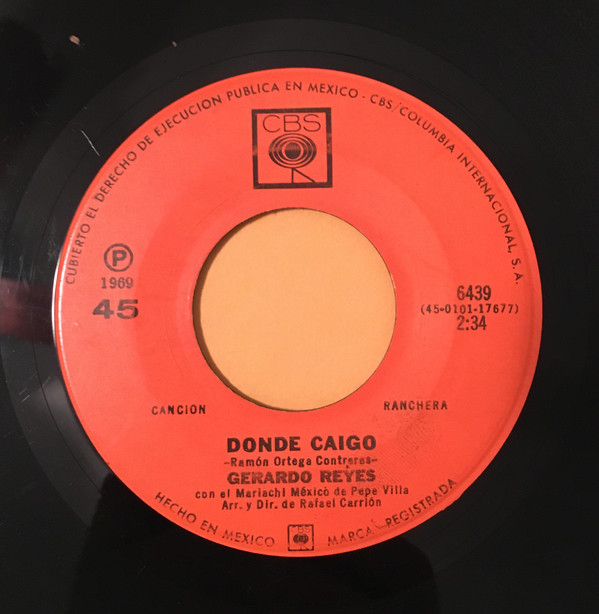 CUBIERTO EL DERECHO DE EJECUCION PUBLICA EN MEXICO - CBS/COLUMBIA INTERNACIONAL, S. A.
CBS
P
1969
45
6439
(45-0101-17677)
2:34
CANCION RANCHERA
DONDE CAIGO
-Ramón Ortega Contreras-
GERARDO REYES
con el Mariachi México de Pepe Villa
Arr. y Dir. de Rafael Carrión
HECHO EN MEXICO CBS MARCA REGISTRADA